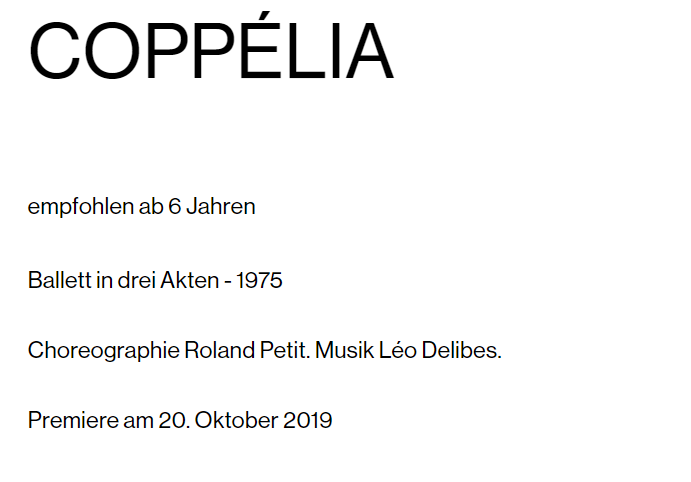 COPPÉLIA
empfohlen ab 6 Jahren
Ballett in drei Akten - 1975
Choreographie Roland Petit. Musik Léo Delibes.
Premiere am 20. Oktober 2019